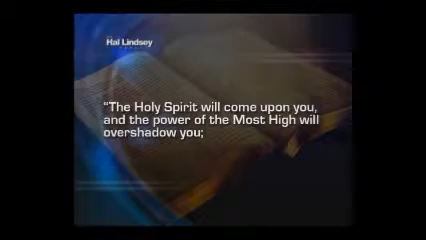 Hal Lindsey
"The Holy Spirit will come upon you,
and the power of the Most High will
overshadow you;